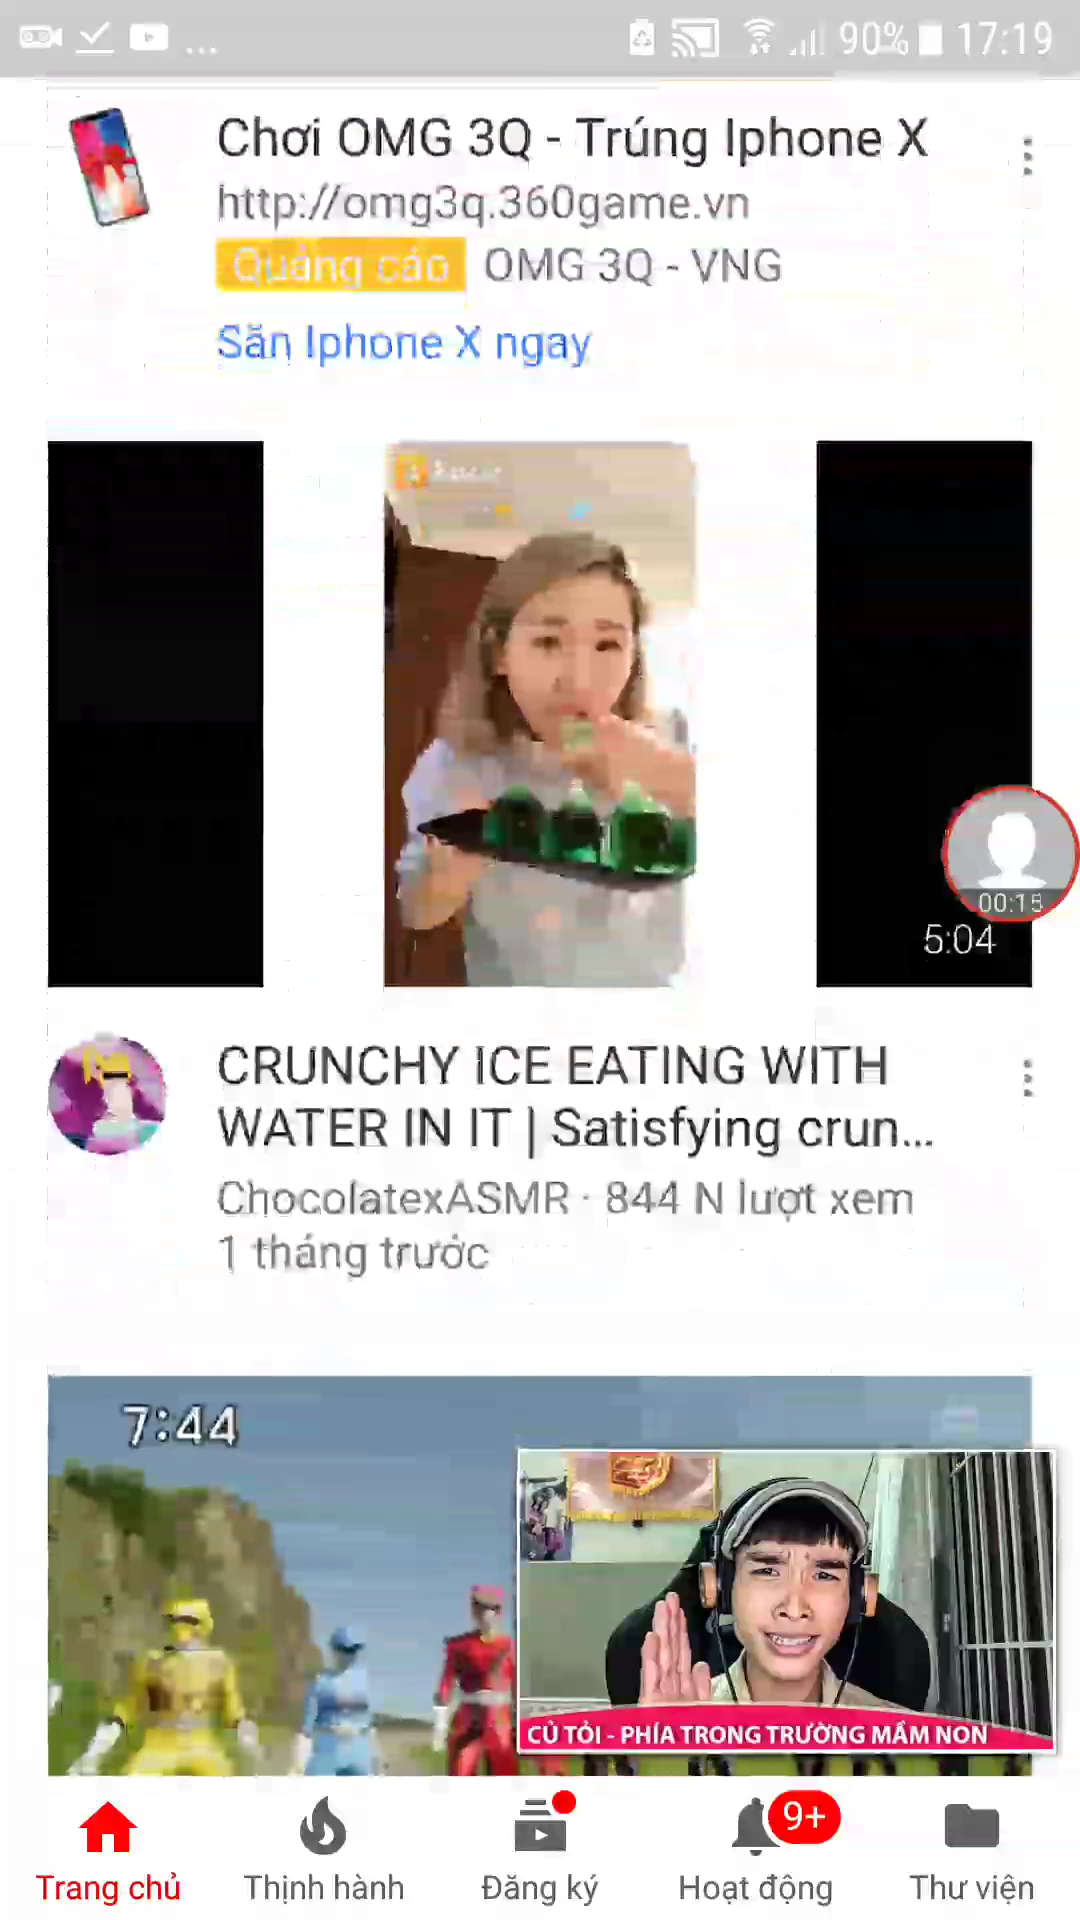 90% 17:19
Chơi OMG 3Q - Trúng Iphone X
http://omg3q.360game.vn
Quảng cáo OMG 3Q - VNG
Săn Iphone X ngay
00:15
5:04
CRUNCHY ICE EATING WITH
WATER IN IT | Satisfying crun...
ChocolatexASMR · 844 N lượt xem
1 tháng trước
7:44
CỦ TỎI - PHÍA TRONG TRƯỜNG MẦM NON
9+
Trang chủ Thịnh hành Đăng ký Hoạt động Thư viện